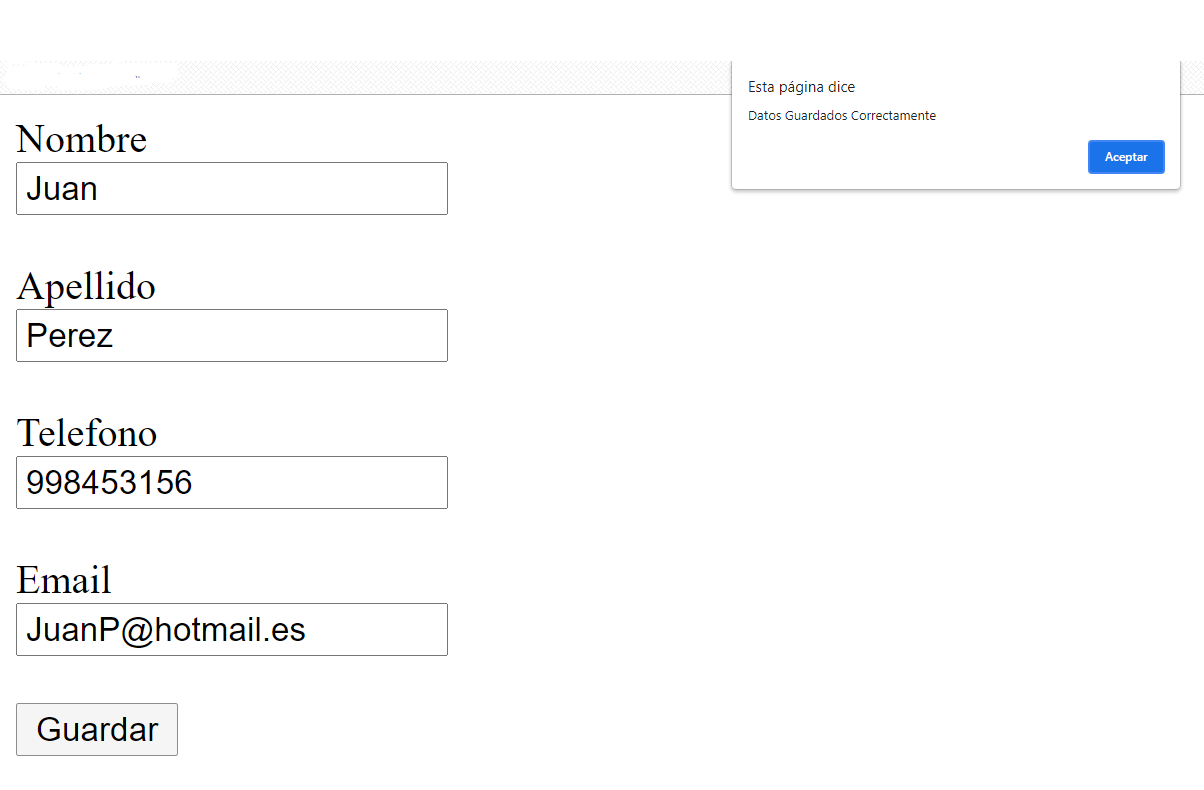 Esta página dice
Datos Guardados Correctamente
Aceptar
Nombre
Juan
Apellido
Perez
Telefono
998453156
Email
JuanP@hotmail.es
Guardar